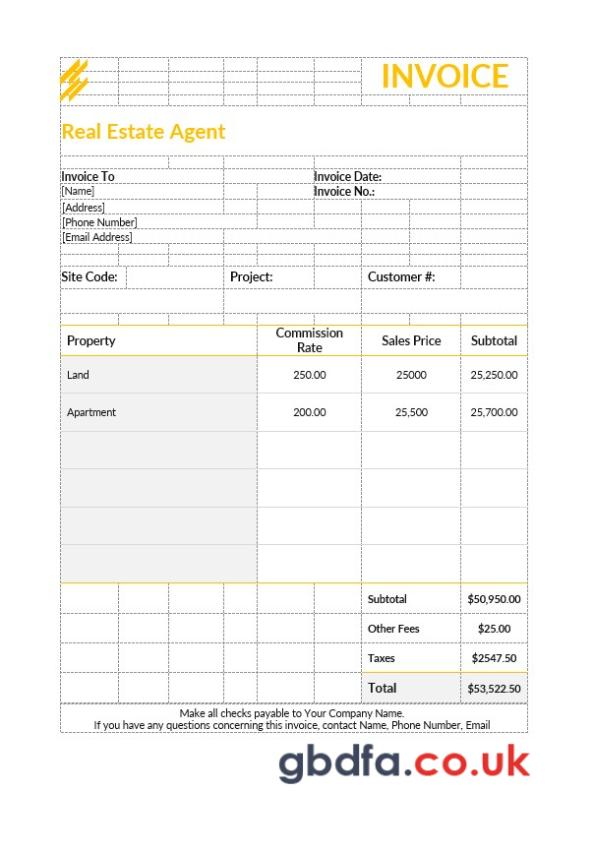 INVOICE
Real Estate Agent
Invoice To Invoice Date:
[Name] Invoice No.:
[Address]
[Phone Number]
[Email Address]
Site Code: Project: Customer #:
Property Commission Rate Sales Price Subtotal
Land 250.00 25000 25,250.00
Apartment 200.00 25,500 25,700.00
Subtotal $50,950.00
Other Fees $25.00
Taxes $2547.50
Total $53,522.50
Make all checks payable to Your Company Name.
If you have any questions concerning this invoice, contact Name, Phone Number, Email
gbdfa.co.uk